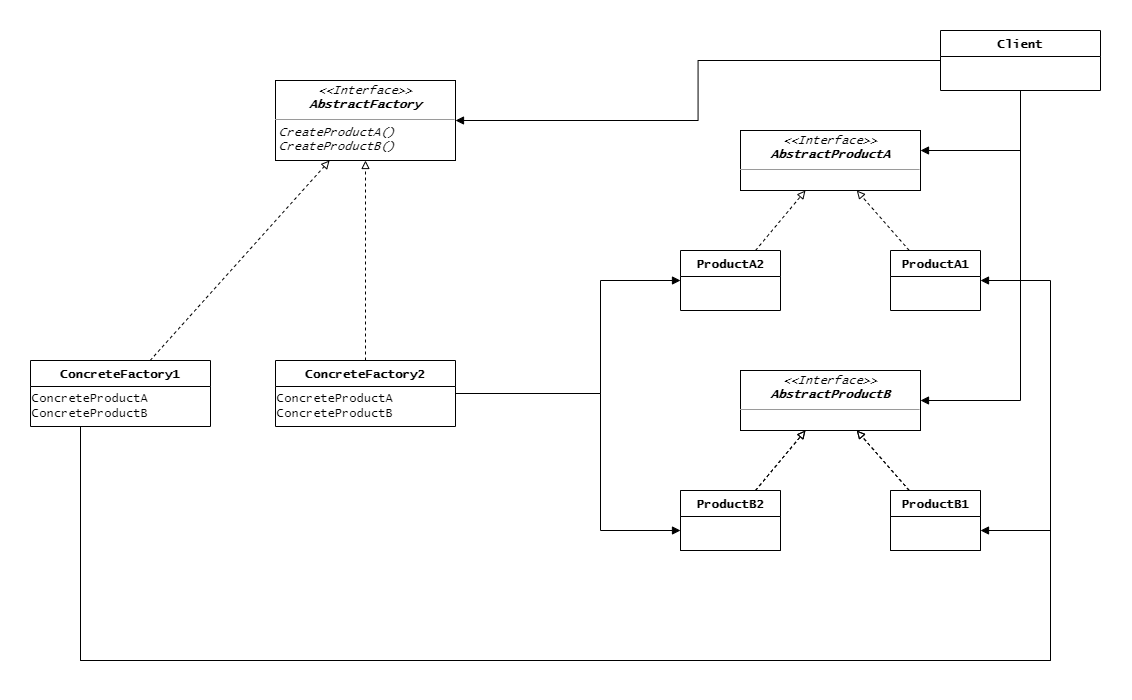 Client
<<Interface>>
AbstractFactory
CreateProductA()
CreateProductB()
<<Interface>>
AbstractProductA
ProductA2
ProductA1
ConcreteFactory1
ConcreteProductA
ConcreteProductB
ConcreteFactory2
ConcreteProductA
ConcreteProductB
<<Interface>>
AbstractProductB
ProductB2
ProductB1